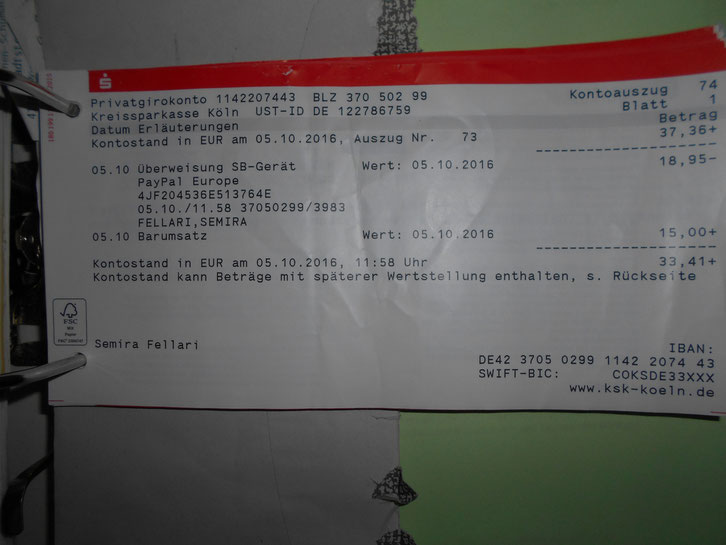 Privatgirokonto 1142207443 BLZ 370 502 99 Kontoauszug 74
Kreissparkasse Köln UST-ID DE 122786759 Blatt 1
Datum Erläuterungen Betrag
Kontostand in EUR am 05.10.2016, Auszug Nr. 73 37,36+
05.10 Überweisung SB-Gerät Wert: 05.10.2016 18,95-
PayPal Europe
4JF204536E513764E
05.10./11.58 37050299/3983
FELLARI,SEMIRA
05.10 Barumsatz Wert: 05.10.2016 15,00+
Kontostand in EUR am 05.10.2016, 11:58 Uhr 33,41+
Kontostand kann Beträge mit späterer Wertstellung enthalten, s. Rückseite
FSC
MIX
Papier
Semira Fellari
IBAN:
DE42 3705 0299 1142 2074 43
SWIFT-BIC: COKSDE33XXX
www.ksk-koeln.de